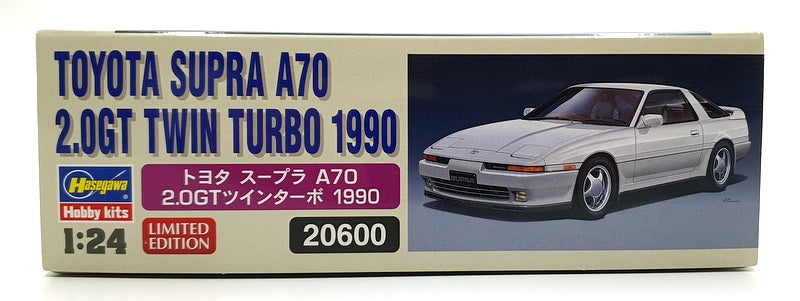 TOYOTA SUPRA A70
2.0GT TWIN TURBO 1990
Hasegawa
Hobby kits
トヨタ スープラ A70
2.0GTツインターボ 1990
1:24
LIMITED
EDITION
20600
SUPRA